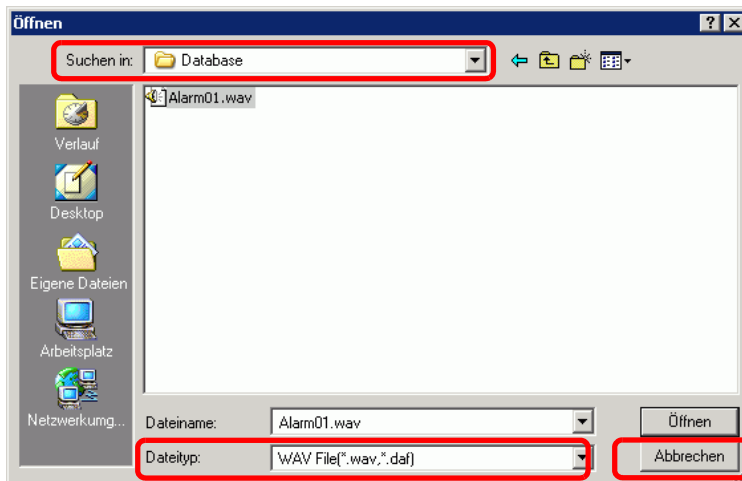 Öffnen
Suchen in: Database
Alarm01.wav
Verlauf
Desktop
Eigene Dateien
Arbeitsplatz
Netzwerkumg...
Dateiname: Alarm01.wav Öffnen
Dateityp: WAV File(*.wav,*.daf) Abbrechen